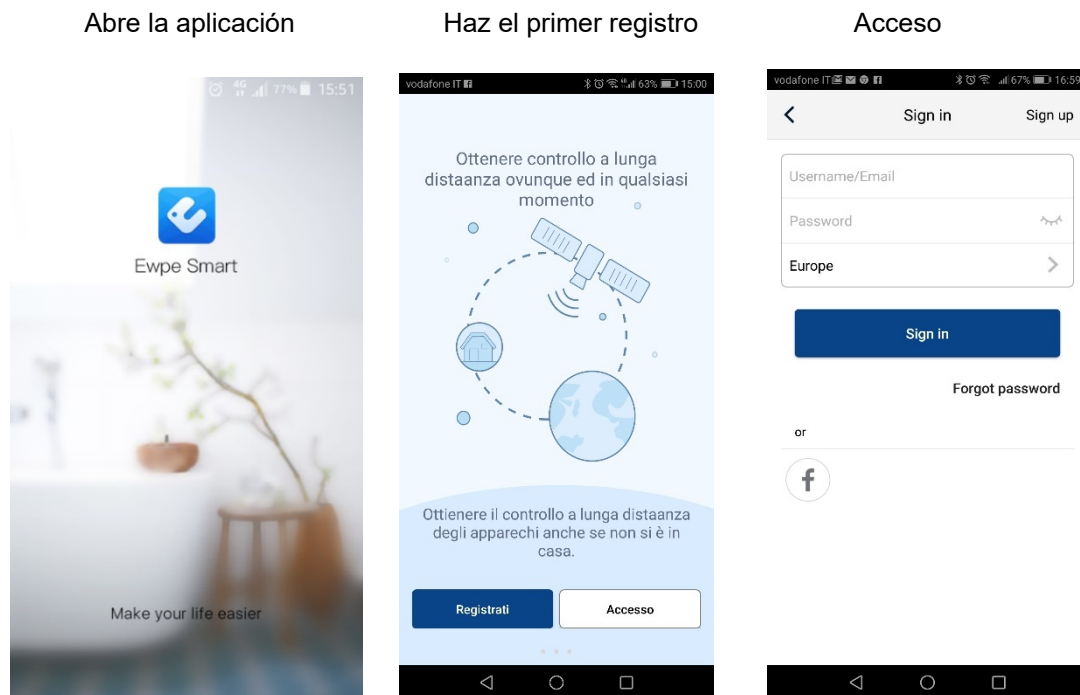 Abre la aplicación
Haz el primer registro
Acceso
4G 77% 15:51
Ewpe Smart
Make your life easier
vodafone IT 63% 15:00
Ottenere controllo a lunga
distaanza ovunque ed in qualsiasi
momento
Ottienere il controllo a lunga distaanza
degli apparechi anche se non si è in
casa.
Registrati
Accesso
vodafone IT 67% 16:59
Sign in
Sign up
Username/Email
Password
Europe
Sign in
Forgot password
or
f